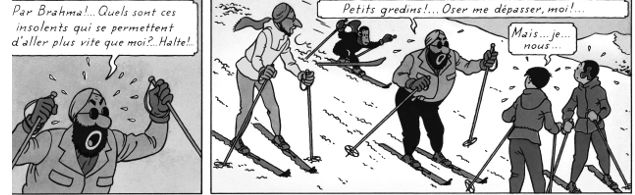 Par Brahma!... Quels sont ces
insolents qui se permettent
d'aller plus vite que moi?...Halte!..
Petits gredins!... Oser me dépasser, moi!...
Mais... je...
nous...